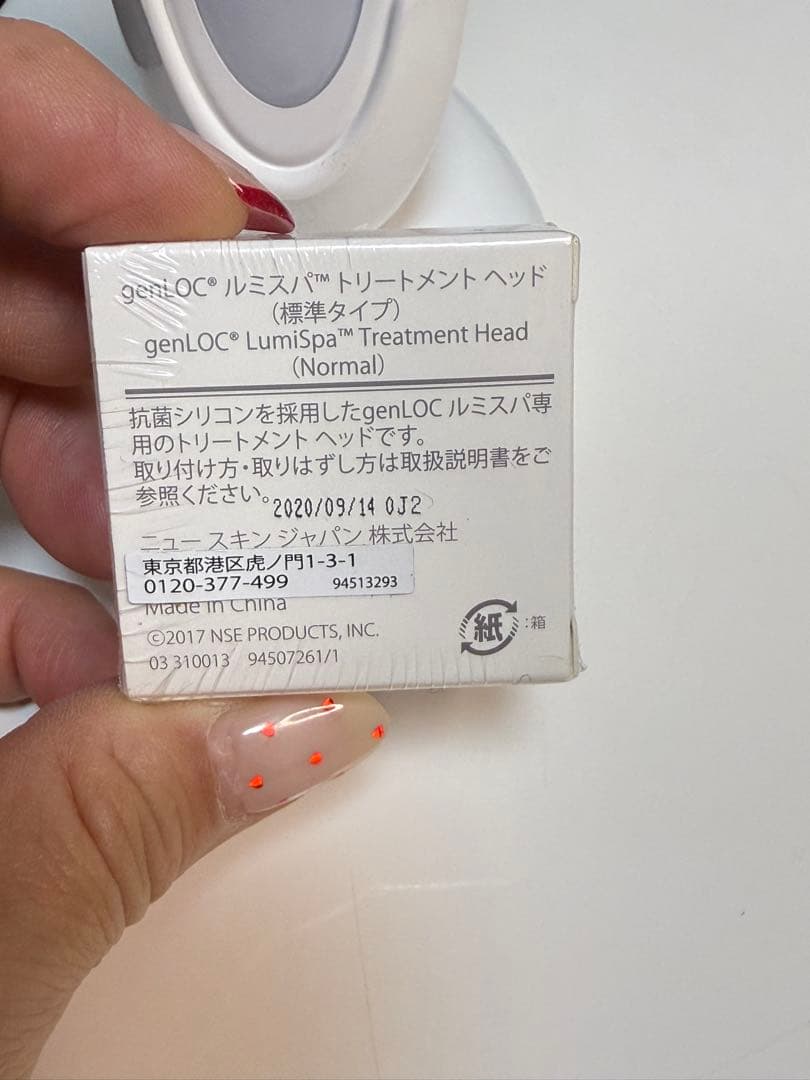 genLOC® ルミスパ™ トリートメント ヘッド
（標準タイプ）
genLOC® LumiSpa™ Treatment Head
（Normal）
抗菌シリコンを採用したgenLOC ルミスパ専
用のトリートメント ヘッドです。
取り付け方・取りはずし方は取扱説明書をご
参照ください。
2020/09/14 0J2
ニュー スキン ジャパン 株式会社
東京都港区虎ノ門1-3-1
0120-377-499 94513293
Made in China
©2017 NSE PRODUCTS, INC.
03 310013 94507261/1
紙 :箱